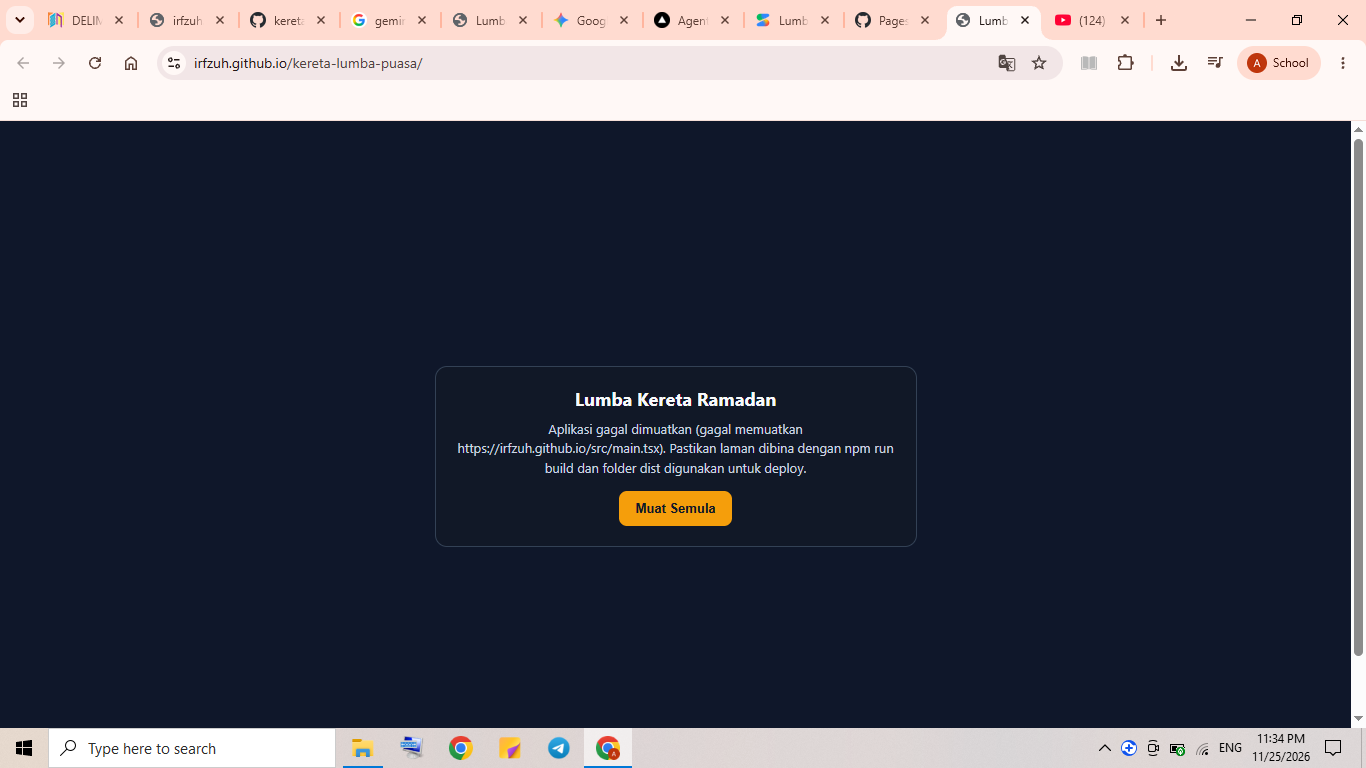 DELIM
irfzuh
kereta
gemin
Lumb
Goog
Agent
Lumb
Pages
Lumb
(124)
irfzuh.github.io/kereta-lumba-puasa/
A
School
Lumba Kereta Ramadan
Aplikasi gagal dimuatkan (gagal memuatkan
https://irfzuh.github.io/src/main.tsx). Pastikan laman dibina dengan npm run
build dan folder dist digunakan untuk deploy.
Muat Semula
Type here to search
ENG
11:34 PM
11/25/2026